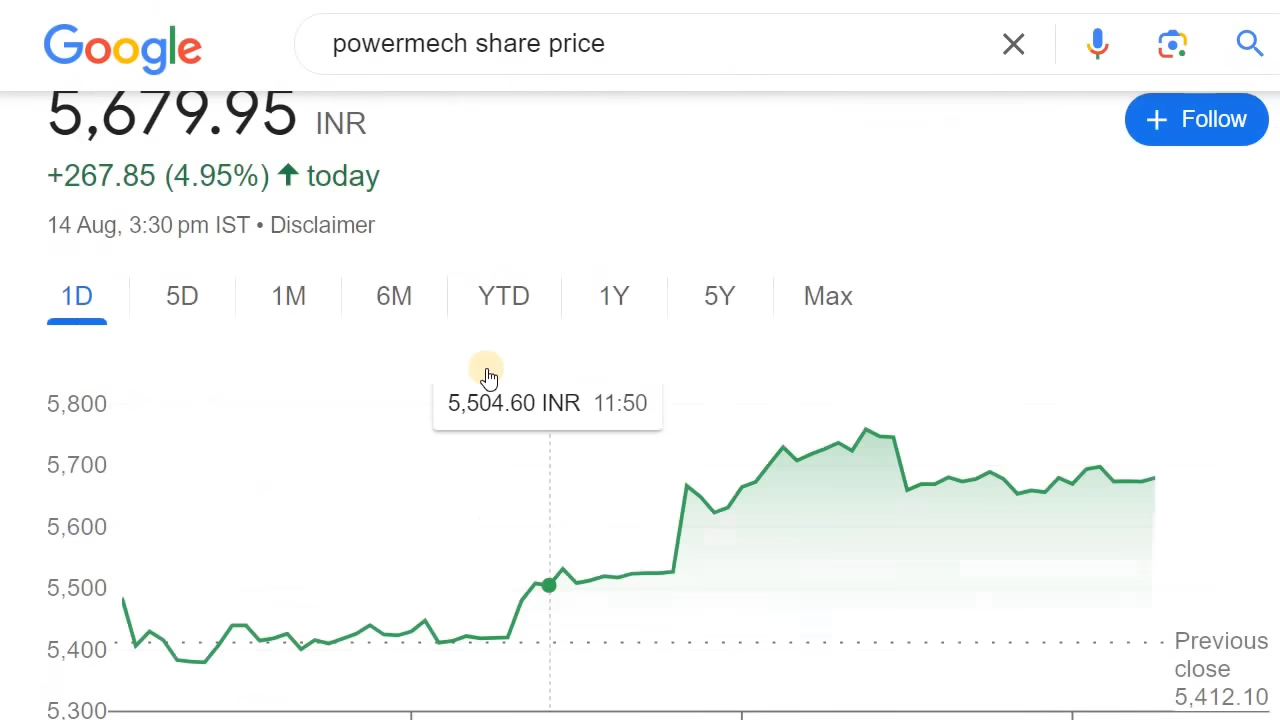 Google
powermech share price
5,679.95 INR
+ Follow
+267.85 (4.95%) ↑ today
14 Aug, 3:30 pm IST • Disclaimer
1D 5D 1M 6M YTD 1Y 5Y Max
5,504.60 INR 11:50
5,800
5,700
5,600
5,500
5,400
5,300
Previous
close
5,412.10